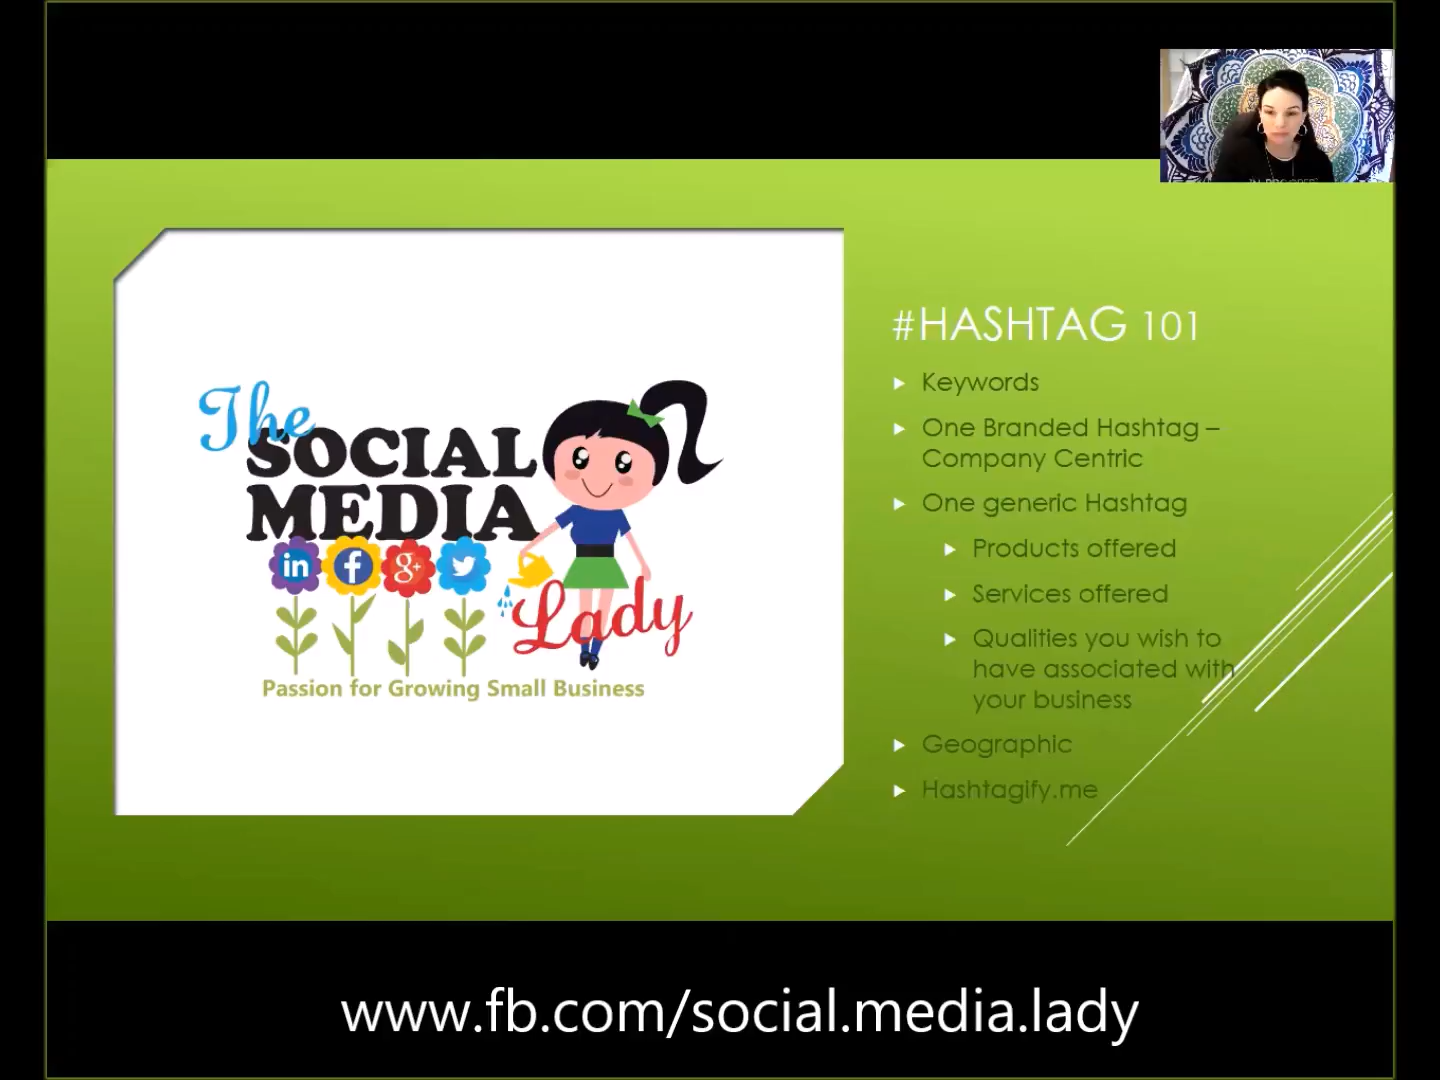 The
SOCIAL
MEDIA
in f g+
Lady
Passion for Growing Small Business
#HASHTAG 101
Keywords
One Branded Hashtag –
Company Centric
One generic Hashtag
Products offered
Services offered
Qualities you wish to
have associated with
your business
Geographic
Hashtagify.me
www.fb.com/social.media.lady